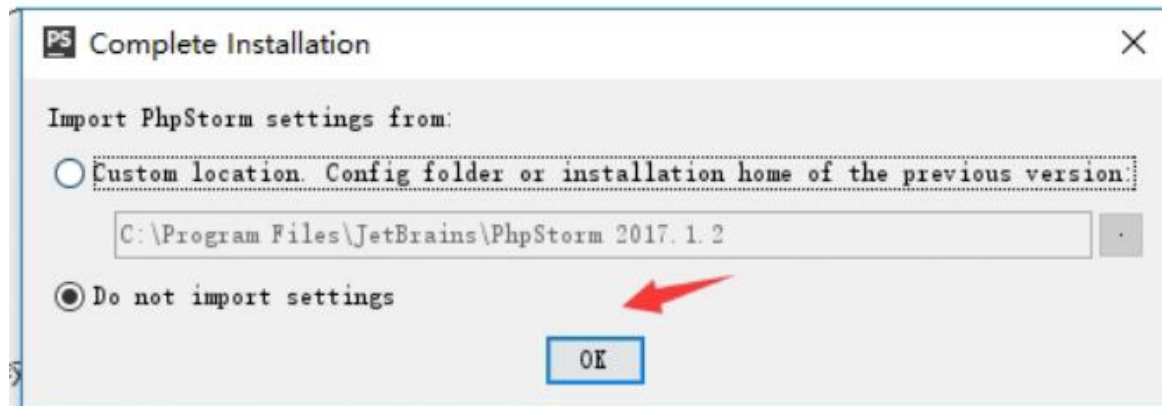 PS Complete Installation
Import PhpStorm settings from:
Custom location. Config folder or installation home of the previous version:
C:\Program Files\JetBrains\PhpStorm 2017.1.2
Do not import settings
OK